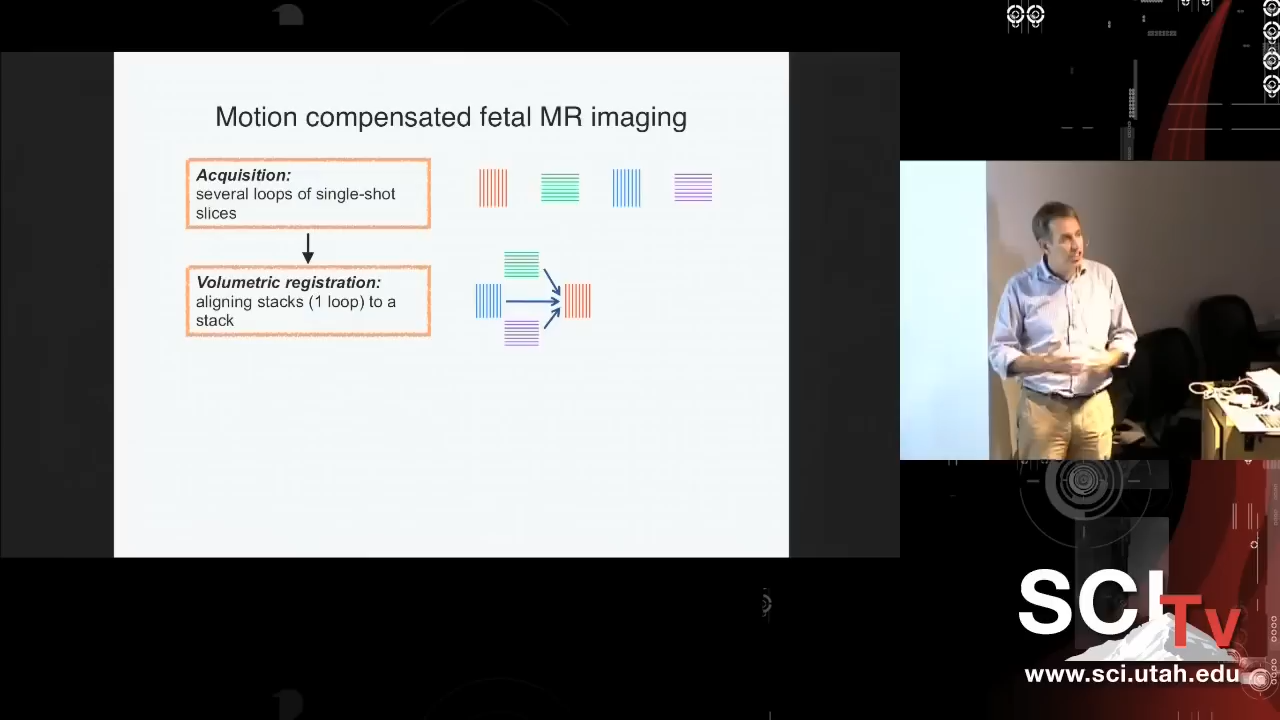 Motion compensated fetal MR imaging
Acquisition:
several loops of single-shot
slices
Volumetric registration:
aligning stacks (1 loop) to a
stack
SCI
Tv
www.sci.utah.edu